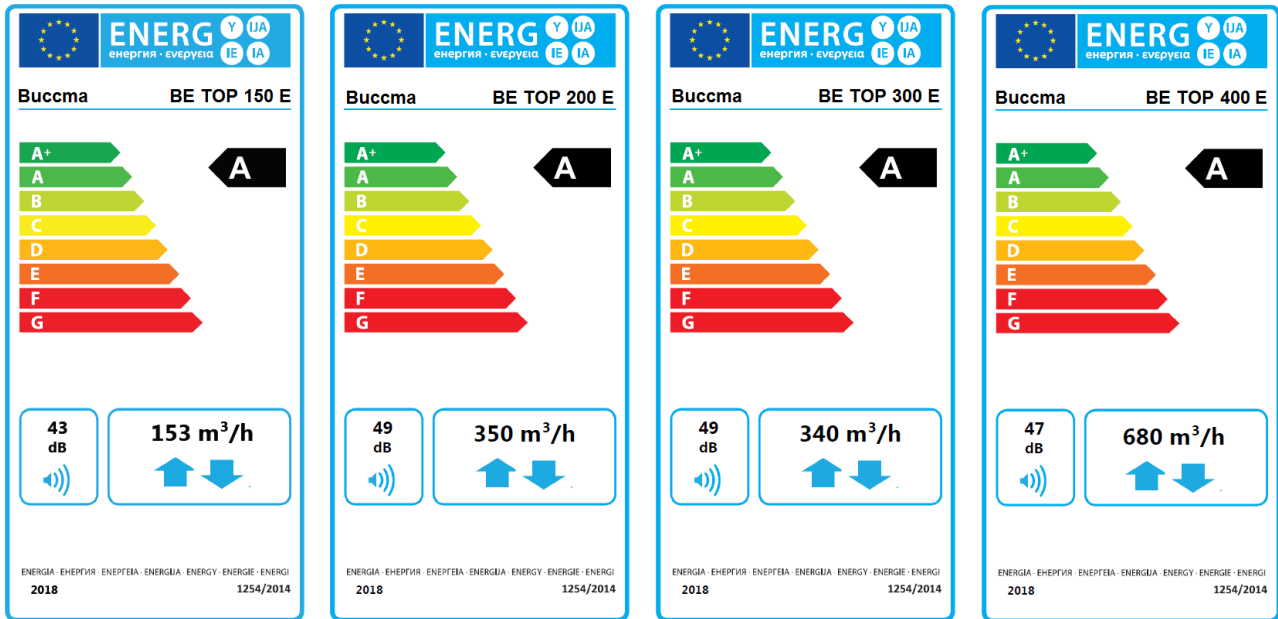 ENERG Y IJA
енергия · ενεργεια IE IA
Buccma BE TOP 150 E
A+
A
A
B
C
D
E
F
G
43
dB
153 m³/h
ENERGIA · ЕНЕРГИЯ · ΕΝΕΡΓΕΙΑ · ENERGIJA · ENERGY · ENERGIE · ENERGI
2018 1254/2014
ENERG Y IJA
енергия · ενεργεια IE IA
Buccma BE TOP 200 E
A+
A
A
B
C
D
E
F
G
49
dB
350 m³/h
ENERGIA · ЕНЕРГИЯ · ΕΝΕΡΓΕΙΑ · ENERGIJA · ENERGY · ENERGIE · ENERGI
2018 1254/2014
ENERG Y IJA
енергия · ενεργεια IE IA
Buccma BE TOP 300 E
A+
A
A
B
C
D
E
F
G
49
dB
340 m³/h
ENERGIA · ЕНЕРГИЯ · ΕΝΕΡΓΕΙΑ · ENERGIJA · ENERGY · ENERGIE · ENERGI
2018 1254/2014
ENERG Y IJA
енергия · ενεργεια IE IA
Buccma BE TOP 400 E
A+
A
A
B
C
D
E
F
G
47
dB
680 m³/h
ENERGIA · ЕНЕРГИЯ · ΕΝΕΡΓΕΙΑ · ENERGIJA · ENERGY · ENERGIE · ENERGI
2018 1254/2014